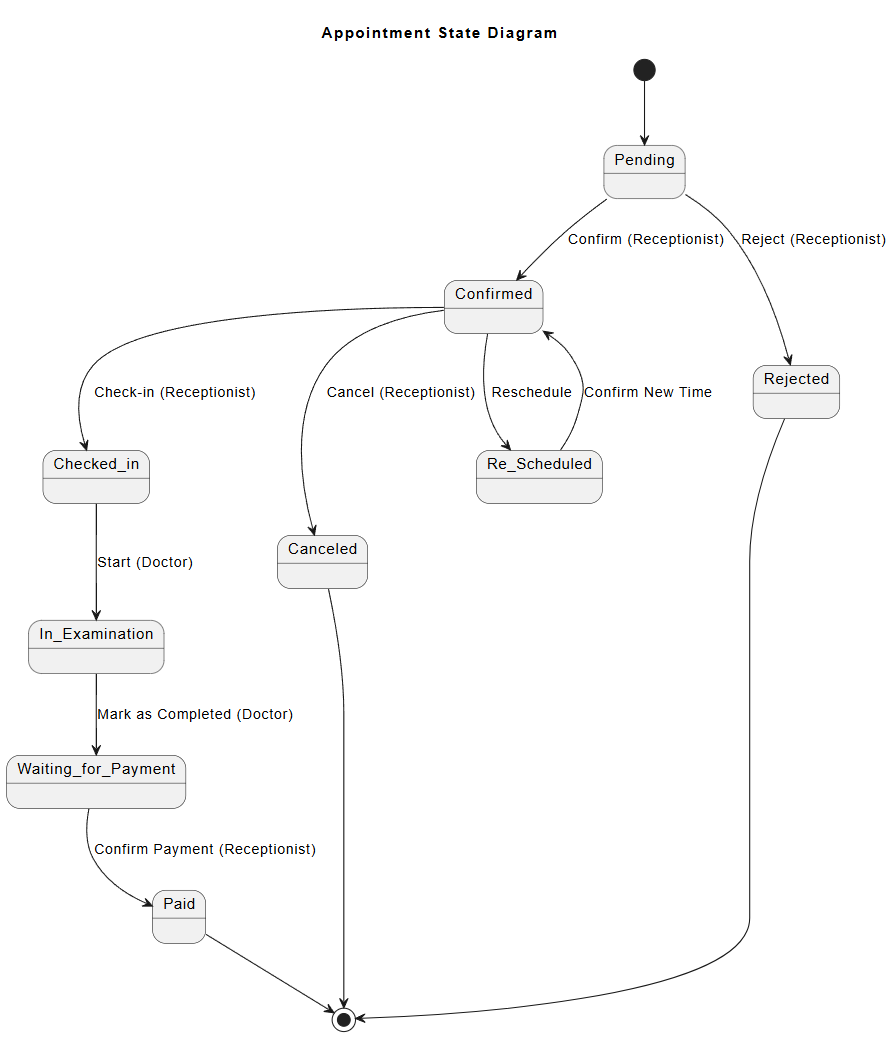 Appointment State Diagram
Pending
Confirm (Receptionist)
Reject (Receptionist)
Confirmed
Check-in (Receptionist)
Cancel (Receptionist)
Reschedule
Confirm New Time
Rejected
Checked_in
Re_Scheduled
Canceled
Start (Doctor)
In_Examination
Mark as Completed (Doctor)
Waiting_for_Payment
Confirm Payment (Receptionist)
Paid